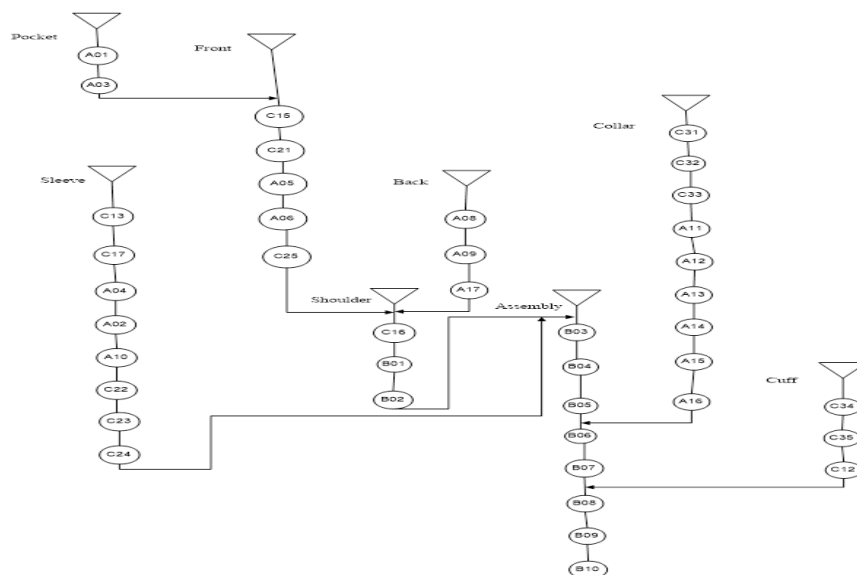 Pocket
A01
A03
Front
C15
C21
A05
A06
C25
Sleeve
C13
C17
A04
A02
A10
C22
C23
C24
Back
A08
A09
A17
Shoulder
C16
B01
B02
Assembly
B03
B04
B05
B06
B07
B08
B09
B10
Collar
C31
C32
C33
A11
A12
A13
A14
A15
A16
Cuff
C34
C35
C12